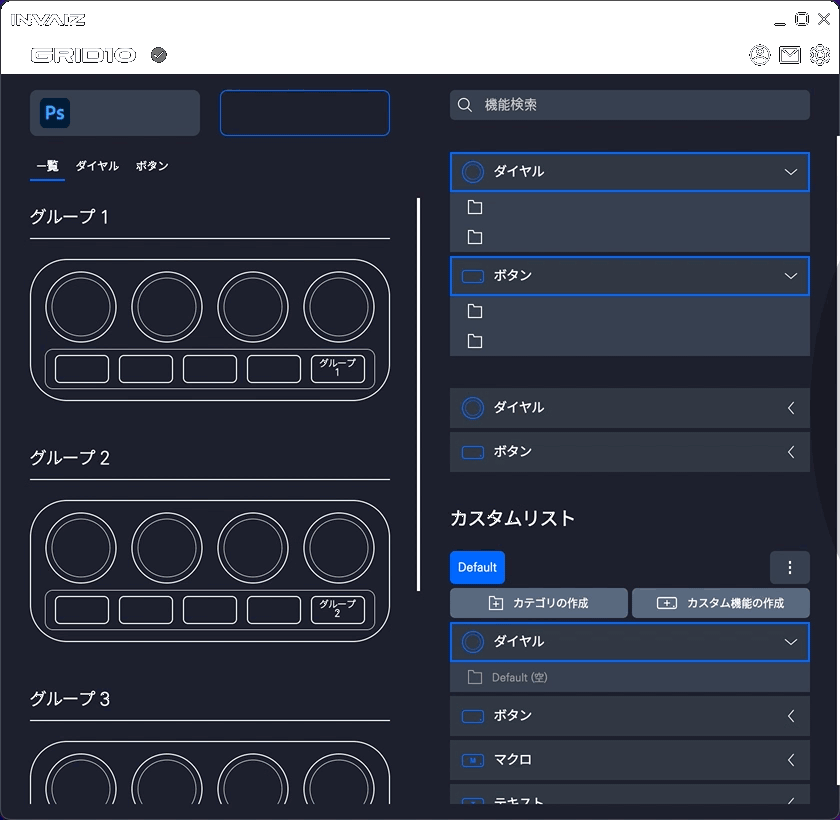 INVAIZ
GRID10
Ps
一覧 ダイヤル ボタン
グループ 1
グループ
1
グループ 2
グループ
2
グループ 3
機能検索
ダイヤル
ボタン
ダイヤル
ボタン
カスタムリスト
Default
カテゴリの作成 カスタム機能の作成
ダイヤル
Default (空)
ボタン
M マクロ
テキスト